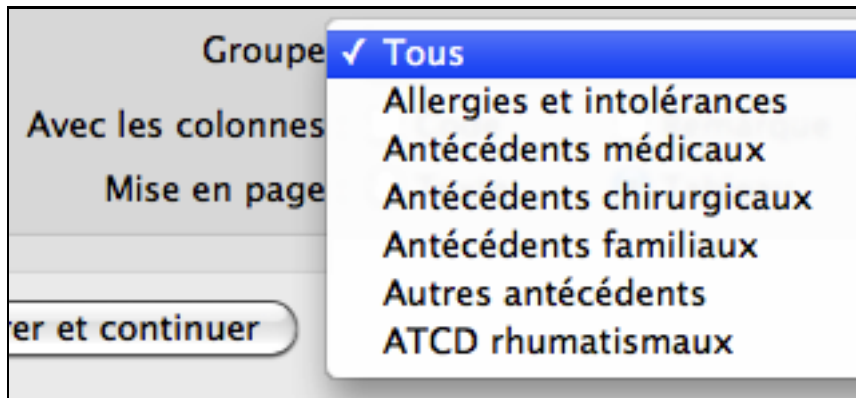 Groupe ✓ Tous
Allergies et intolérances
Avec les colonnes
Antécédents médicaux
Mise en page
Antécédents chirurgicaux
Antécédents familiaux
Autres antécédents
rer et continuer
ATCD rhumatismaux